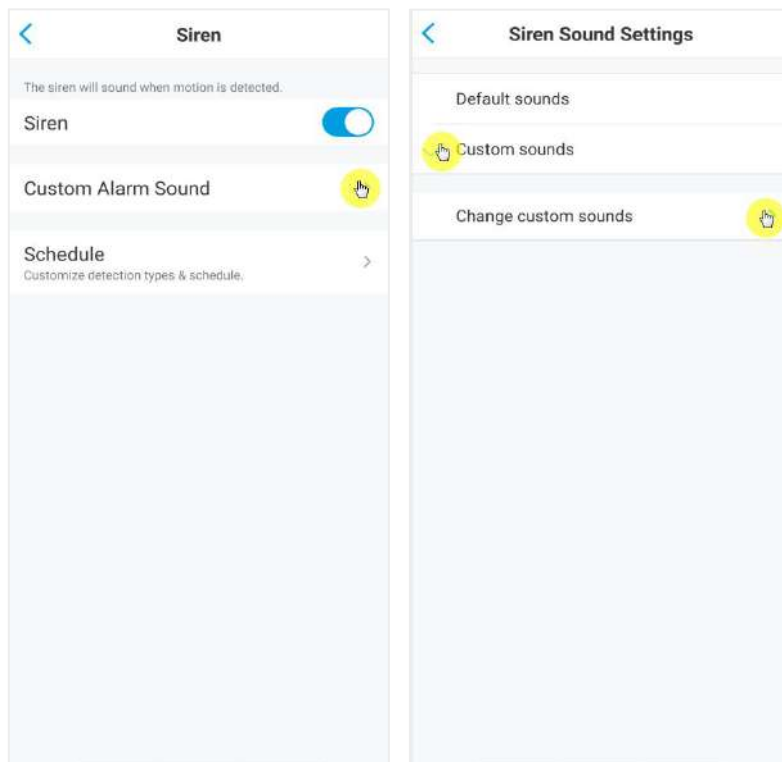 Siren
The siren will sound when motion is detected.
Siren
Custom Alarm Sound
Schedule
Customize detection types & schedule.
Siren Sound Settings
Default sounds
Custom sounds
Change custom sounds